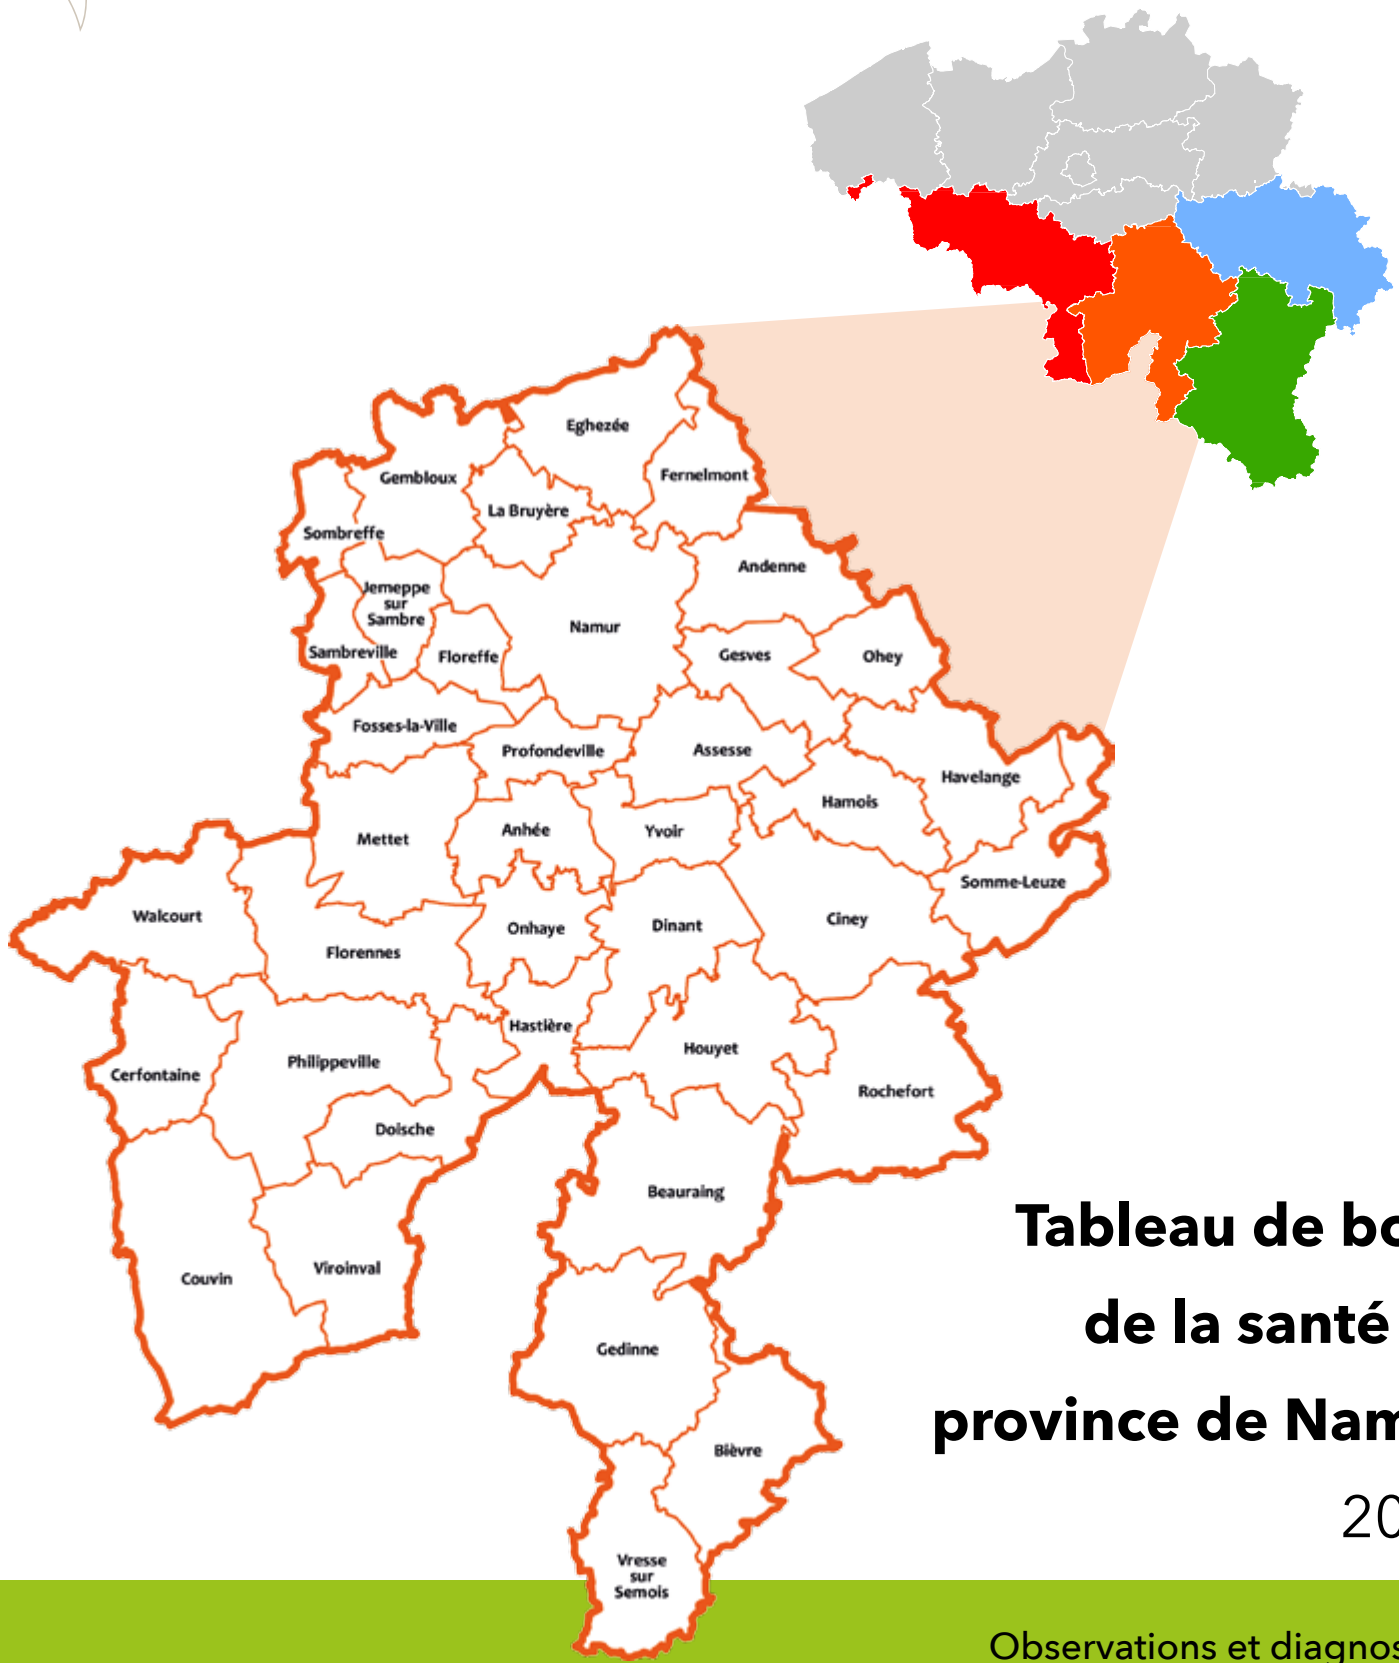 Eghezée
Fernelmont
Gembloux
La Bruyère
Sombreffe
Andenne
Jemeppe
sur
Sambre
Namur
Sambreville
Floreffe
Gesves
Ohey
Fosses-la-Ville
Profondeville
Assesse
Havelange
Hamois
Mettet
Anhée
Yvoir
Somme-Leuze
Walcourt
Onhaye
Dinant
Ciney
Florennes
Hastière
Houyet
Philippeville
Cerfontaine
Rochefort
Doische
Beauraing
Viroinval
Couvin
Gedinne
Bièvre
Vresse
sur
Semois
Tableau de bo
de la santé
province de Nam
20
Observations et diagnos